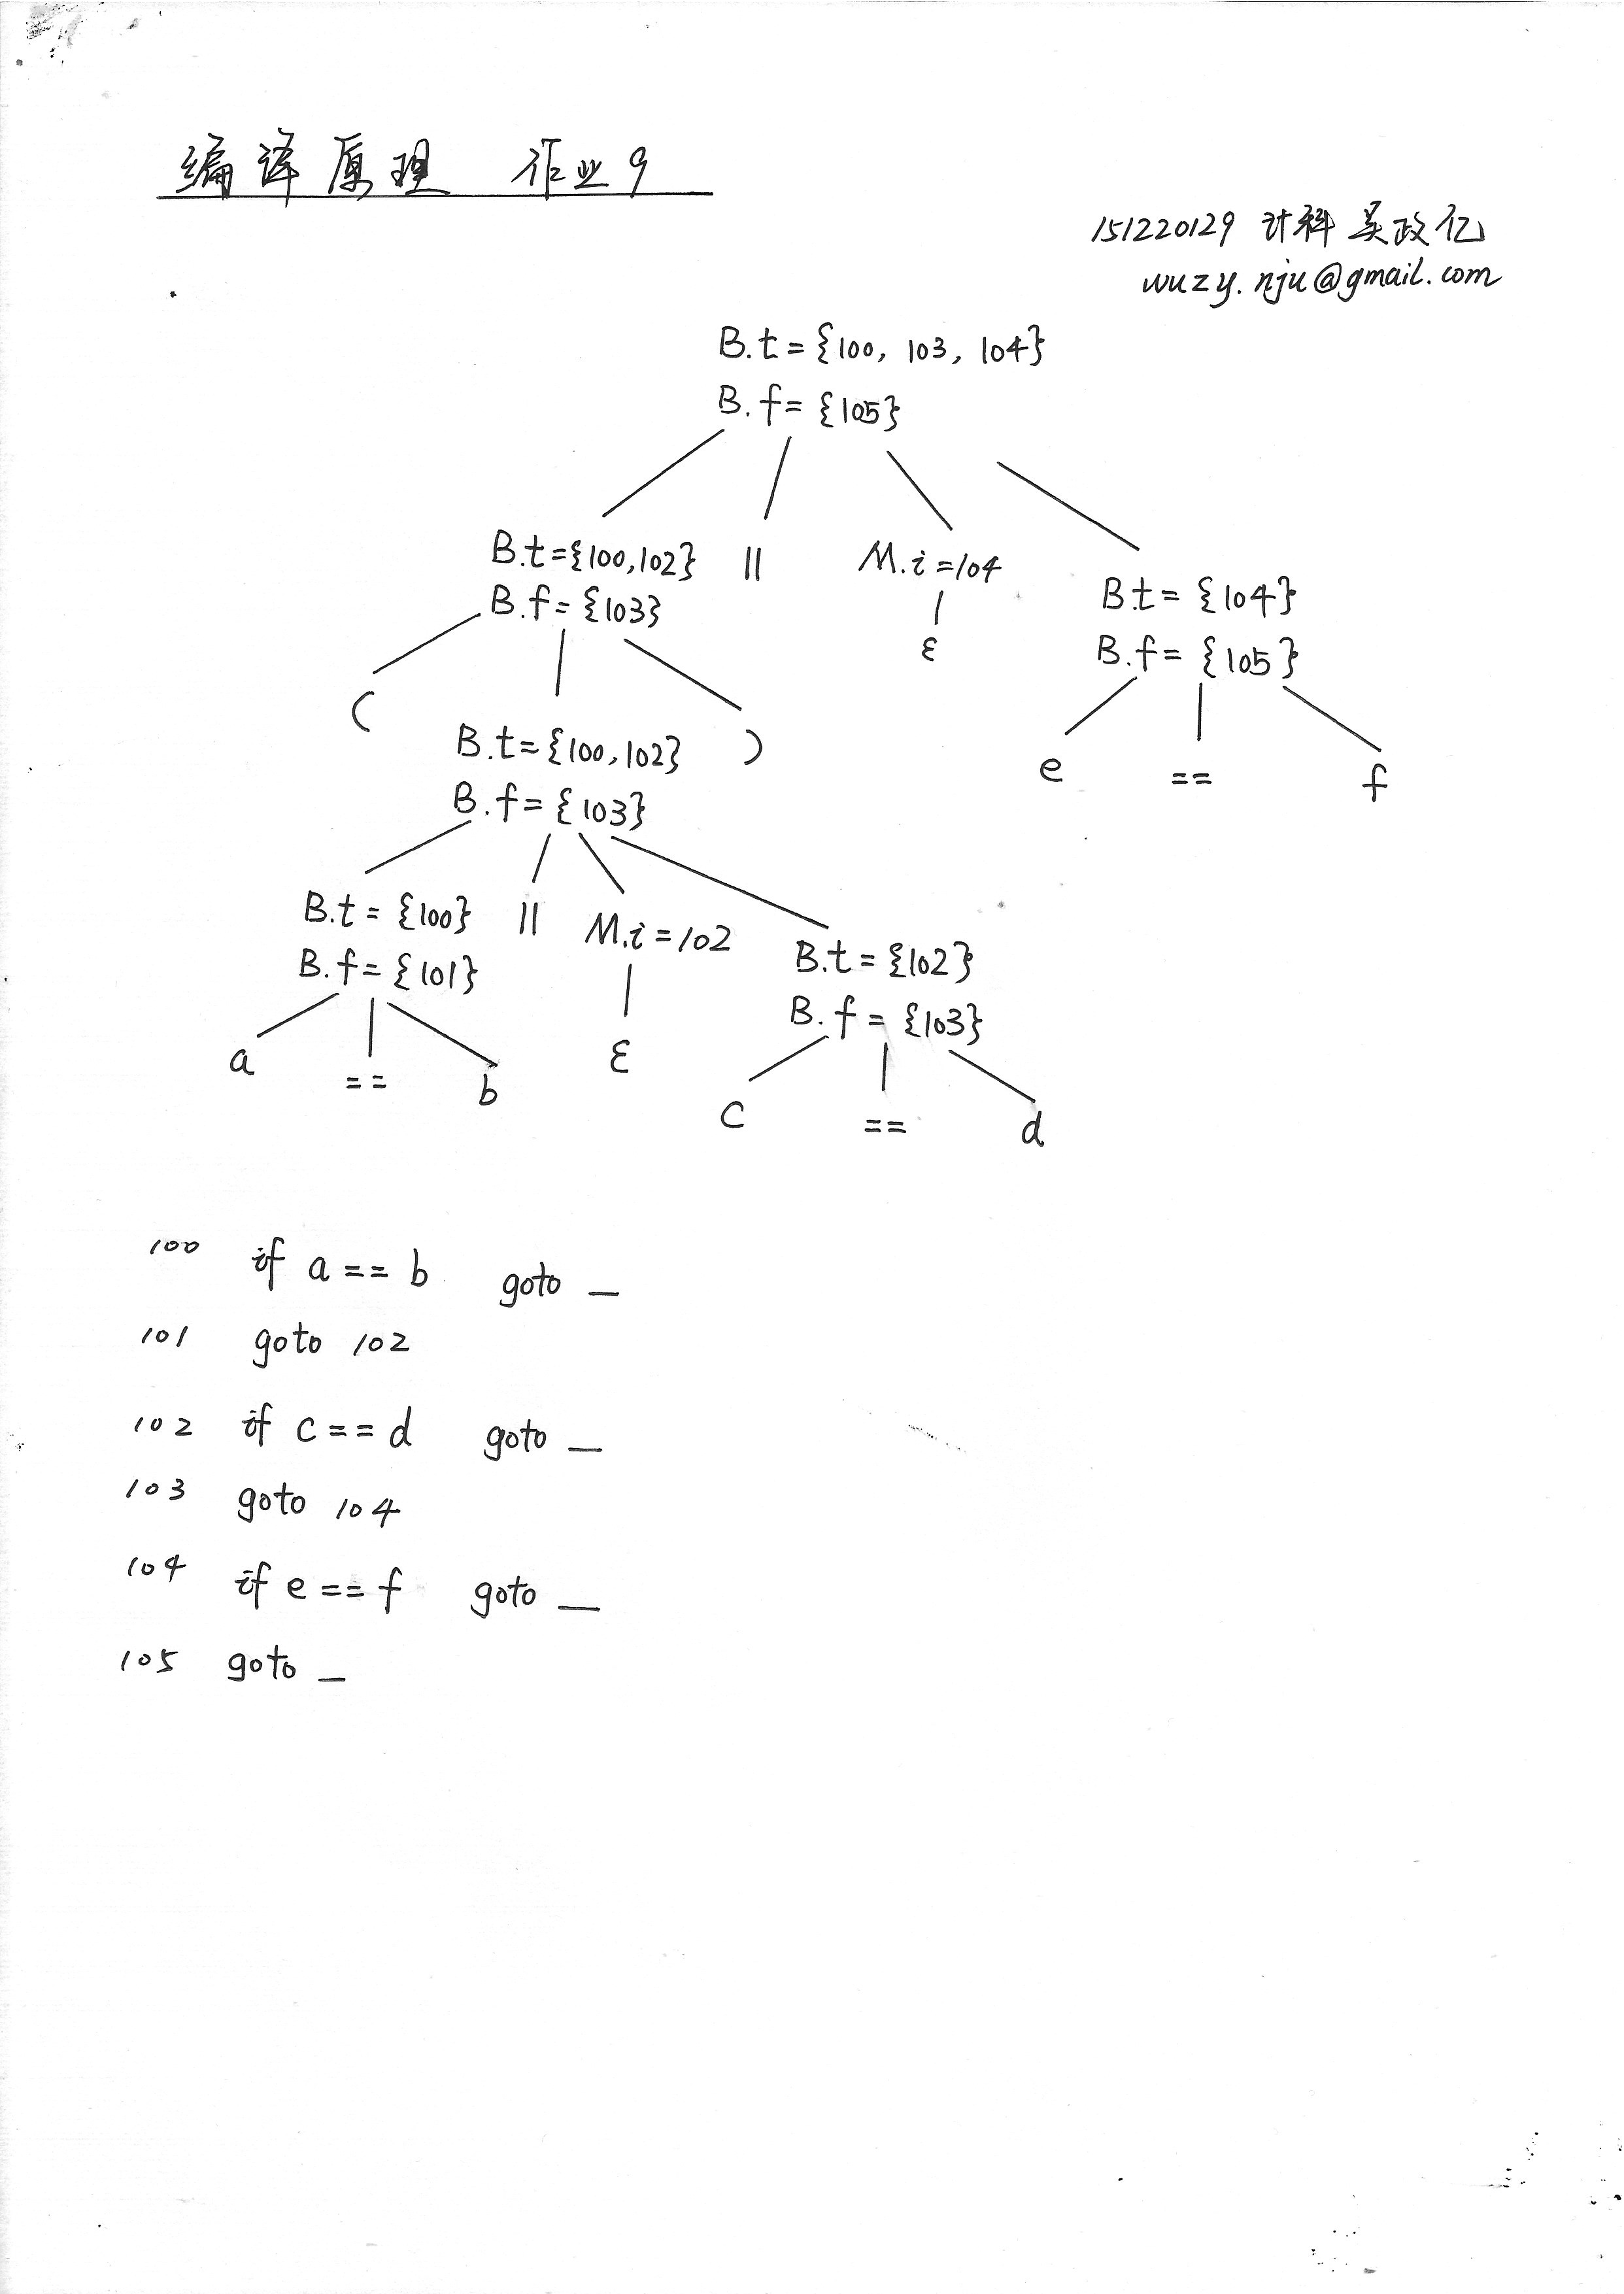 编译原理 作业9
151220129 计科 吴政亿
wuzy.nju@gmail.com
B.t={100, 103, 104}
B.f={105}
B.t={100,102} || M.i=104
B.f={103} ε
B.t={104}
B.f={105}
( )
B.t={100,102}
B.f={103}
e == f
B.t={100} || M.i=102
B.f={101} ε
B.t={102}
B.f={103}
a == b
c == d
100 if a==b goto _
101 goto 102
102 if c==d goto _
103 goto 104
104 if e==f goto _
105 goto _